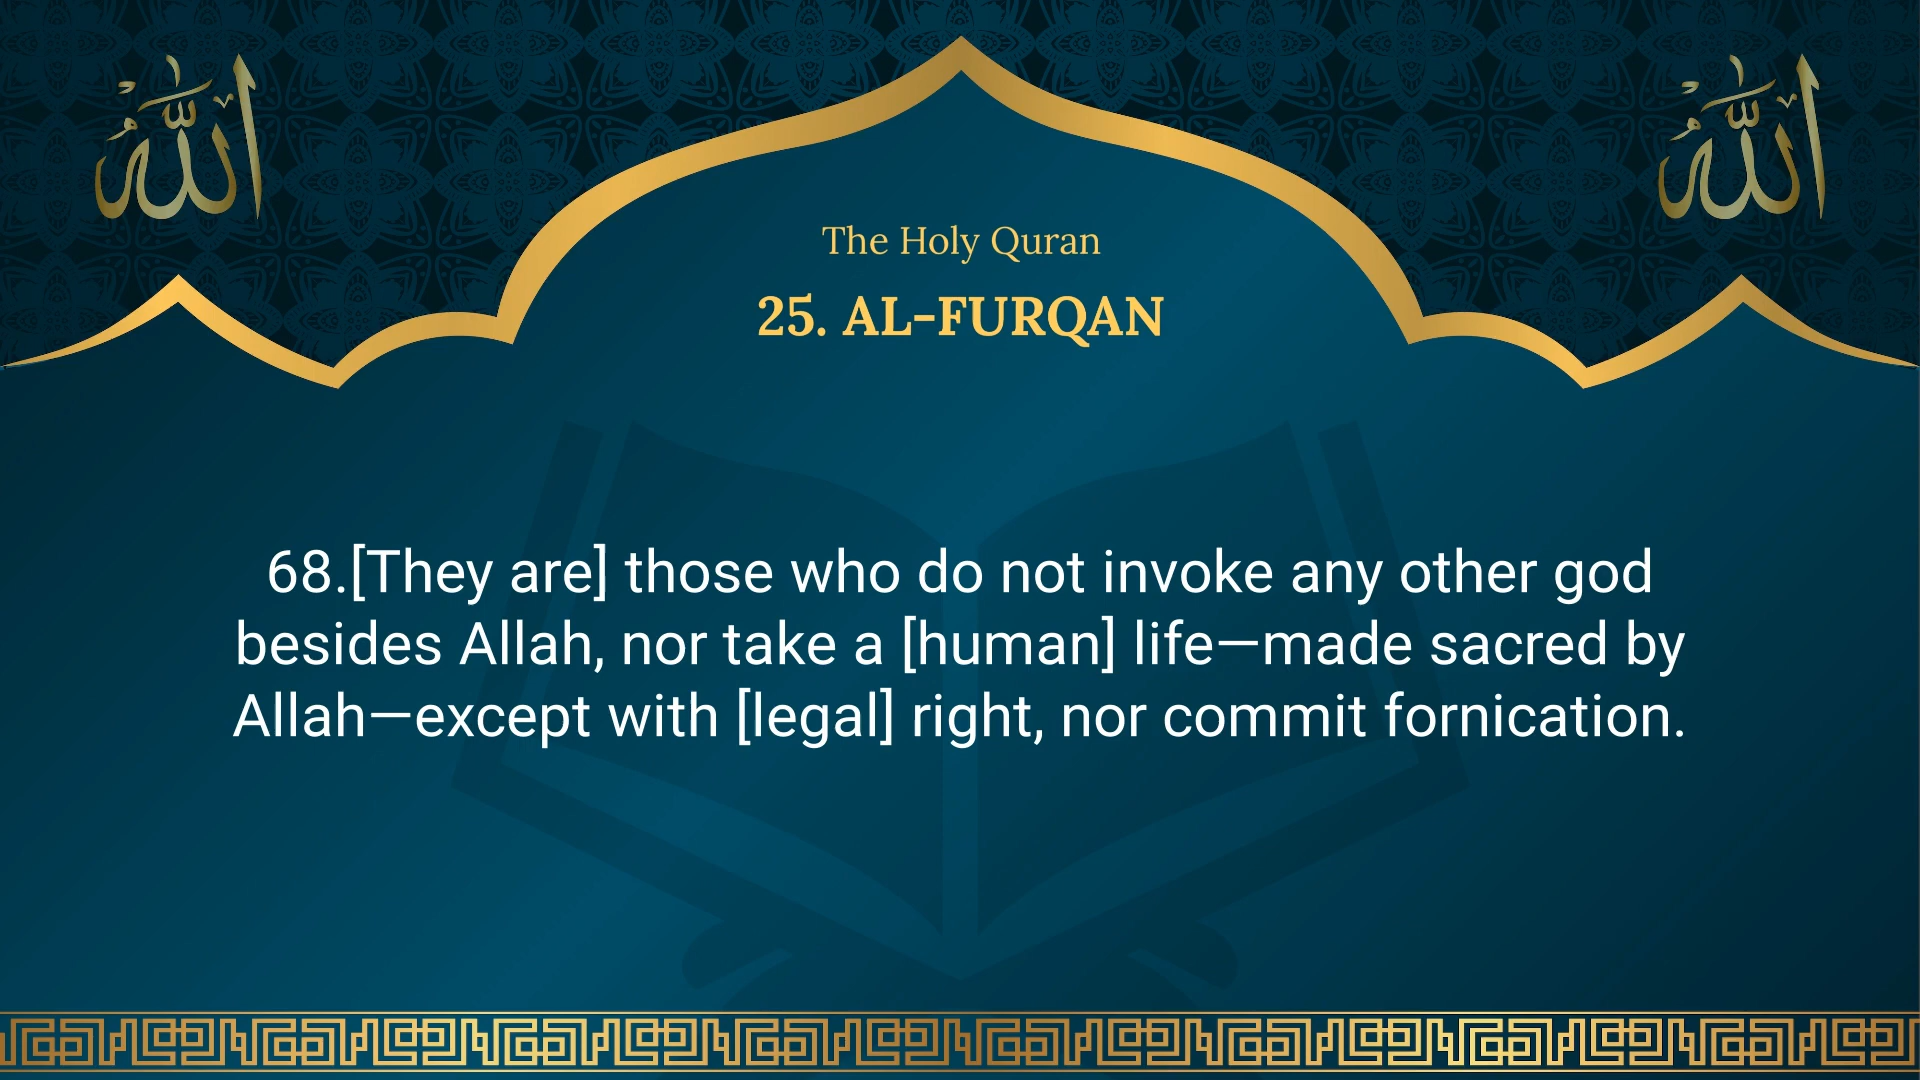 الله
الله
The Holy Quran
25. AL-FURQAN
68.[They are] those who do not invoke any other god
besides Allah, nor take a [human] life—made sacred by
Allah—except with [legal] right, nor commit fornication.